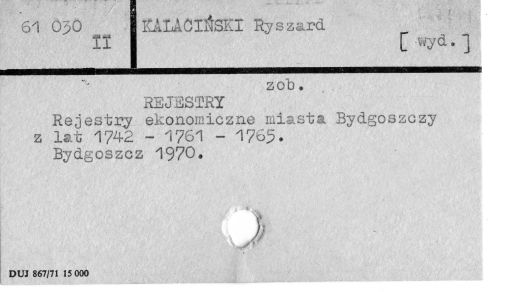 61 030
II
KALACIŃSKI Ryszard
[ wyd. ]
zob.
REJESTRY
Rejestry ekonomiczne miasta Bydgoszczy
z lat 1742 - 1761 - 1765.
Bydgoszcz 1970.
DUJ 867/71 15 000